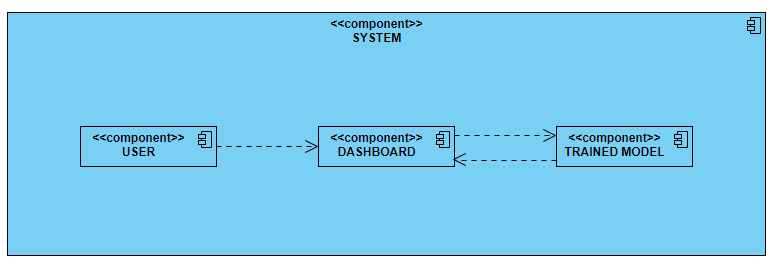 <<component>>
SYSTEM
<<component>>
USER
<<component>>
DASHBOARD
<<component>>
TRAINED MODEL